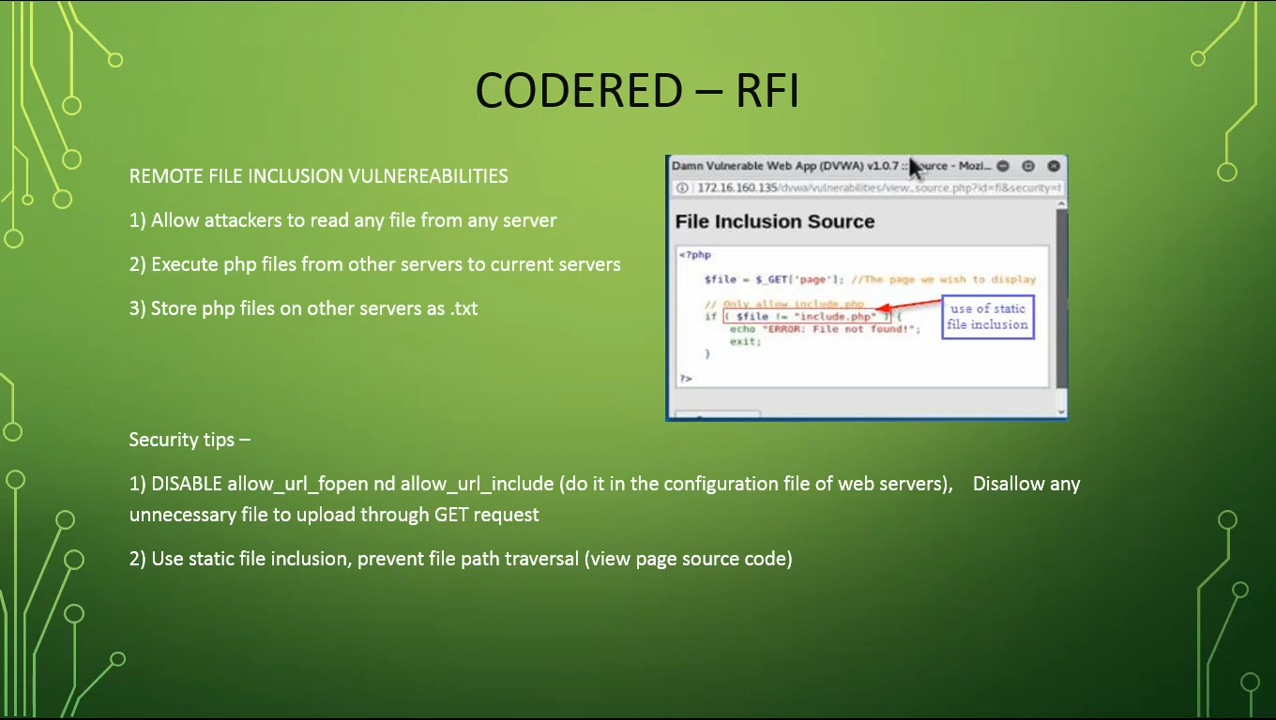 CODERED – RFI
REMOTE FILE INCLUSION VULNEREABILITIES
1) Allow attackers to read any file from any server
2) Execute php files from other servers to current servers
3) Store php files on other servers as .txt
Damn Vulnerable Web App (DVWA) v1.0.7 :: Source - Mozi...
172.16.160.135/dvwa/vulnerabilities/view_source.php?id=fi&security=
File Inclusion Source
<?php
$file = $_GET['page']; //The page we wish to display
// Only allow include.php
if ( $file != "include.php" ) {
echo "ERROR: File not found!";
exit;
}
?>
use of static
file inclusion
Security tips –
1) DISABLE allow_url_fopen nd allow_url_include (do it in the configuration file of web servers), Disallow any
unnecessary file to upload through GET request
2) Use static file inclusion, prevent file path traversal (view page source code)